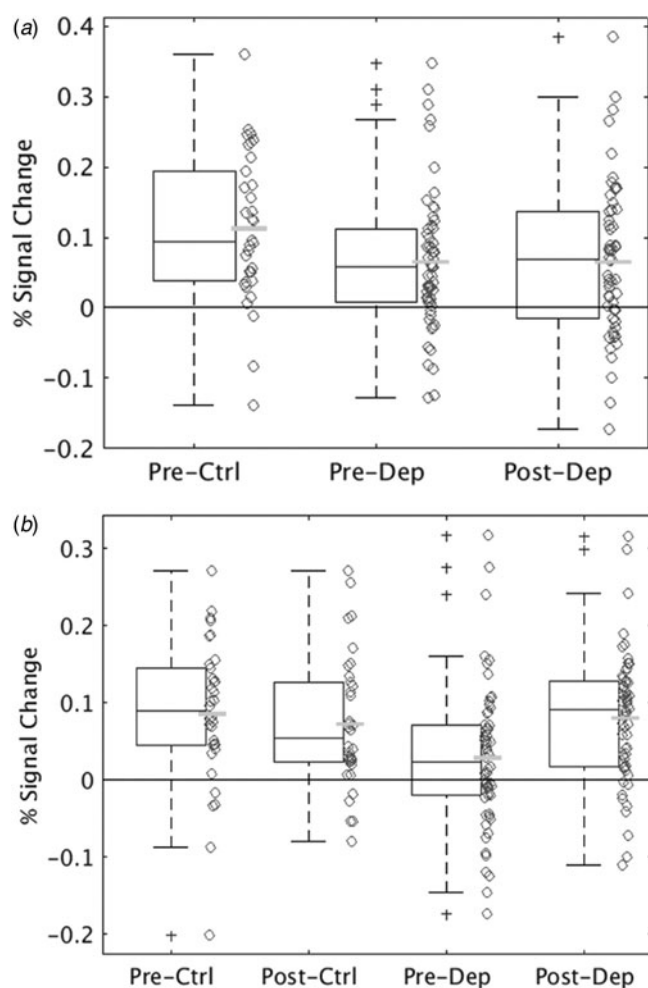 (a)
% Signal Change
0.4
0.3
0.2
0.1
0
−0.1
−0.2
Pre−Ctrl Pre−Dep Post−Dep
(b)
% Signal Change
0.3
0.2
0.1
0
−0.1
−0.2
Pre−Ctrl Post−Ctrl Pre−Dep Post−Dep